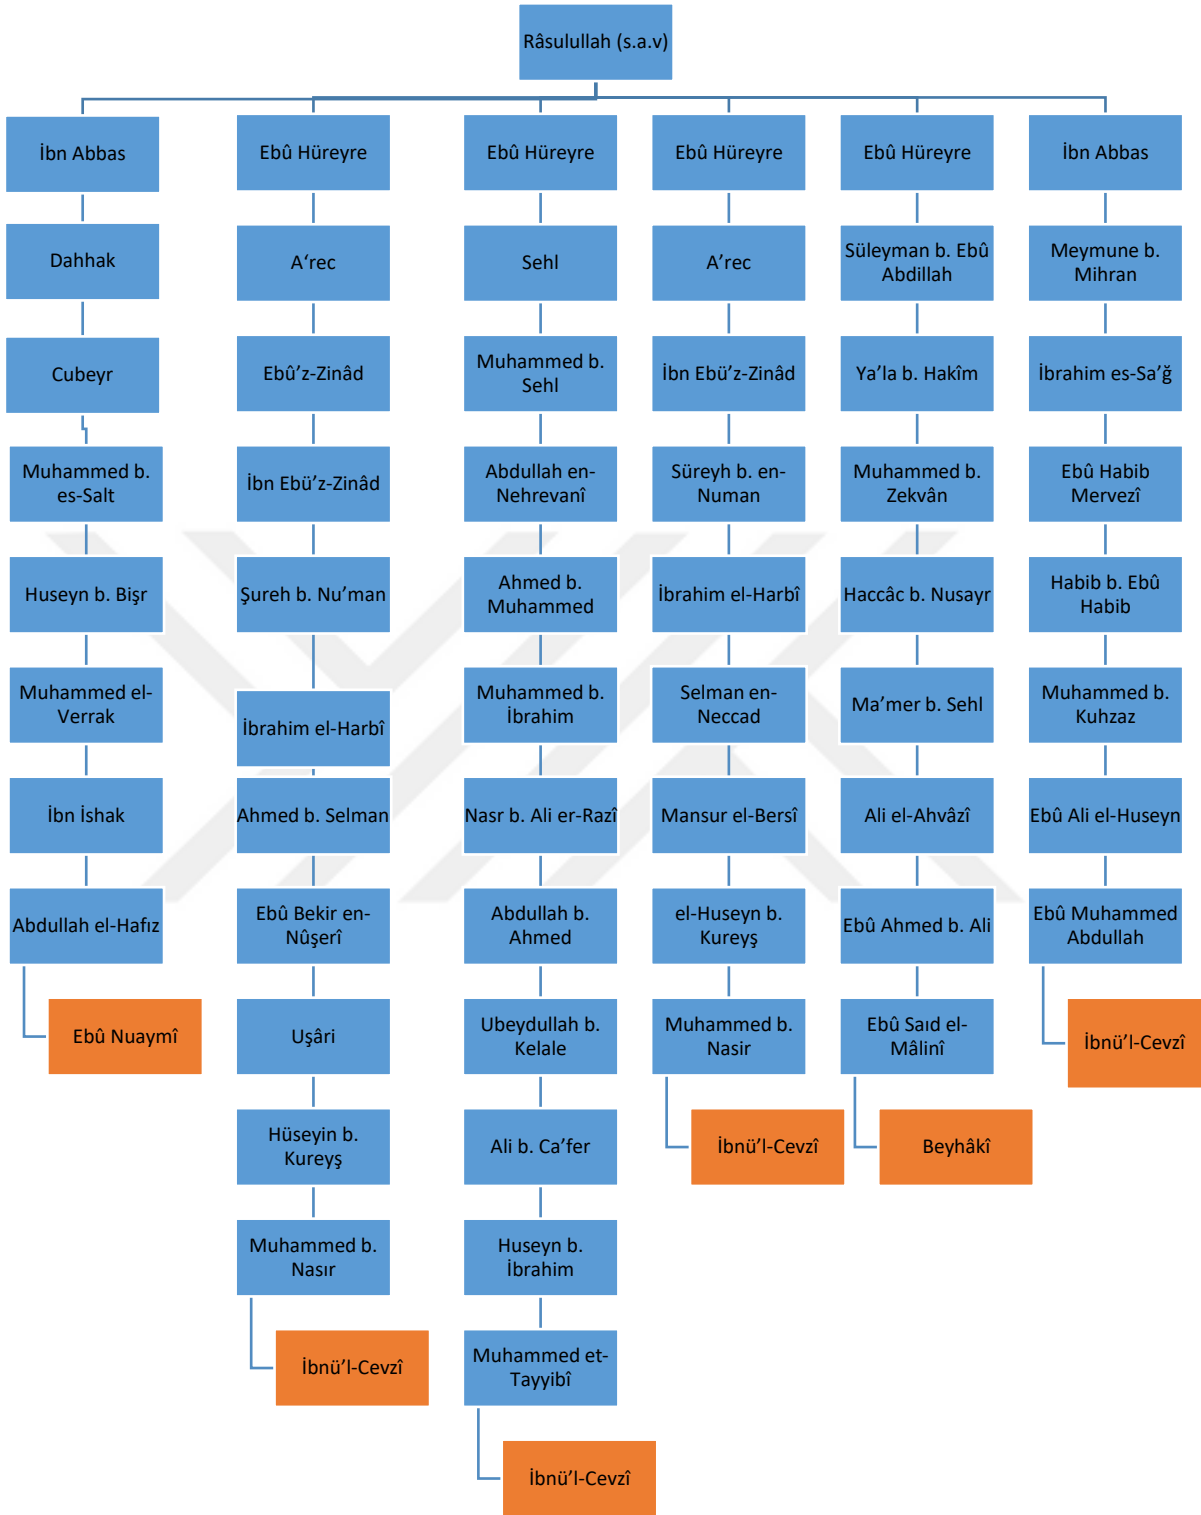 Râsulullah (s.a.v)
İbn Abbas
Dahhak
Cubeyr
Muhammed b.
es-Salt
Huseyn b. Bişr
Muhammed el-
Verrak
İbn İshak
Abdullah el-Hafız
Ebû Nuaymî
Ebû Hüreyre
A‘rec
Ebû’z-Zinâd
İbn Ebü’z-Zinâd
Şureh b. Nu’man
İbrahim el-Harbî
Ahmed b. Selman
Ebû Bekir en-
Nûşerî
Uşâri
Hüseyin b.
Kureyş
Muhammed b.
Nasır
İbnü’l-Cevzî
Ebû Hüreyre
Sehl
Muhammed b.
Sehl
Abdullah en-
Nehrevanî
Ahmed b.
Muhammed
Muhammed b.
İbrahim
Nasr b. Ali er-Razî
Abdullah b.
Ahmed
Ubeydullah b.
Kelale
Ali b. Ca’fer
Huseyn b.
İbrahim
Muhammed et-
Tayyibî
İbnü’l-Cevzî
Ebû Hüreyre
A’rec
İbn Ebü’z-Zinâd
Süreyh b. en-
Numan
İbrahim el-Harbî
Selman en-
Neccad
Mansur el-Bersî
el-Huseyn b.
Kureyş
Muhammed b.
Nasir
İbnü’l-Cevzî
Ebû Hüreyre
Süleyman b. Ebû
Abdillah
Ya’la b. Hakîm
Muhammed b.
Zekvân
Haccâc b. Nusayr
Ma’mer b. Sehl
Ali el-Ahvâzî
Ebû Ahmed b. Ali
Ebû Saıd el-
Mâlinî
Beyhâkî
İbn Abbas
Meymune b.
Mihran
İbrahim es-Sa’ğ
Ebû Habib
Mervezî
Habib b. Ebû
Habib
Muhammed b.
Kuhzaz
Ebû Ali el-Huseyn
Ebû Muhammed
Abdullah
İbnü’l-Cevzî